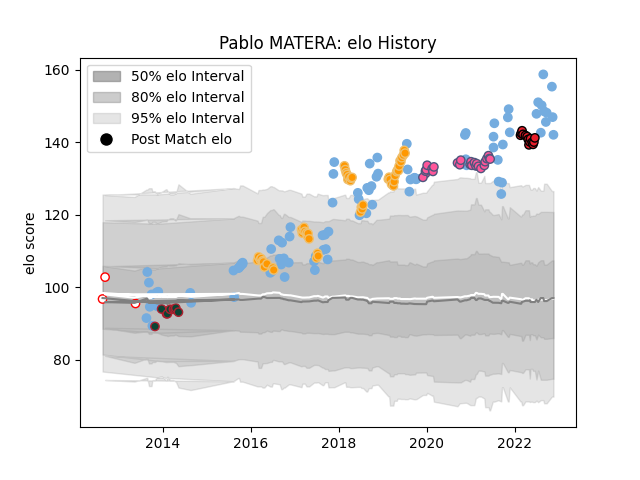 Pablo MATERA: elo History
160
140
120
100
80
elo score
50% elo Interval
80% elo Interval
95% elo Interval
Post Match elo
2014
2016
2018
2020
2022